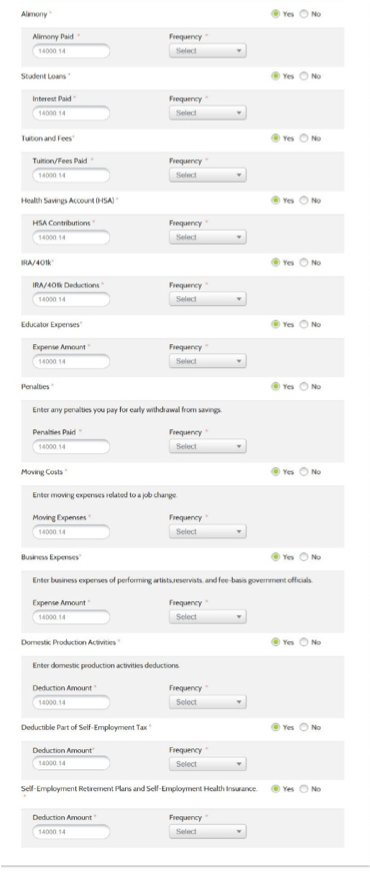 Alimony * Yes No
Alimony Paid * Frequency *
14000.14 Select
Student Loans * Yes No
Interest Paid * Frequency *
14000.14 Select
Tuition and Fees* Yes No
Tuition/Fees Paid * Frequency *
14000.14 Select
Health Savings Account (HSA) * Yes No
HSA Contributions * Frequency *
14000.14 Select
IRA/401k* Yes No
IRA/401k Deductions * Frequency *
14000.14 Select
Educator Expenses* Yes No
Expense Amount * Frequency *
14000.14 Select
Penalties * Yes No
Enter any penalties you pay for early withdrawal from savings.
Penalties Paid * Frequency *
14000.14 Select
Moving Costs * Yes No
Enter moving expenses related to a job change.
Moving Expenses * Frequency *
14000.14 Select
Business Expenses* Yes No
Enter business expenses of performing artists,reservists, and fee-basis government officials.
Expense Amount * Frequency *
14000.14 Select
Domestic Production Activities * Yes No
Enter domestic production activities deductions.
Deduction Amount * Frequency *
14000.14 Select
Deductible Part of Self-Employment Tax * Yes No
Deduction Amount* Frequency *
14000.14 Select
Self-Employment Retirement Plans and Self-Employment Health Insurance. Yes No
*
Deduction Amount * Frequency *
14000.14 Select